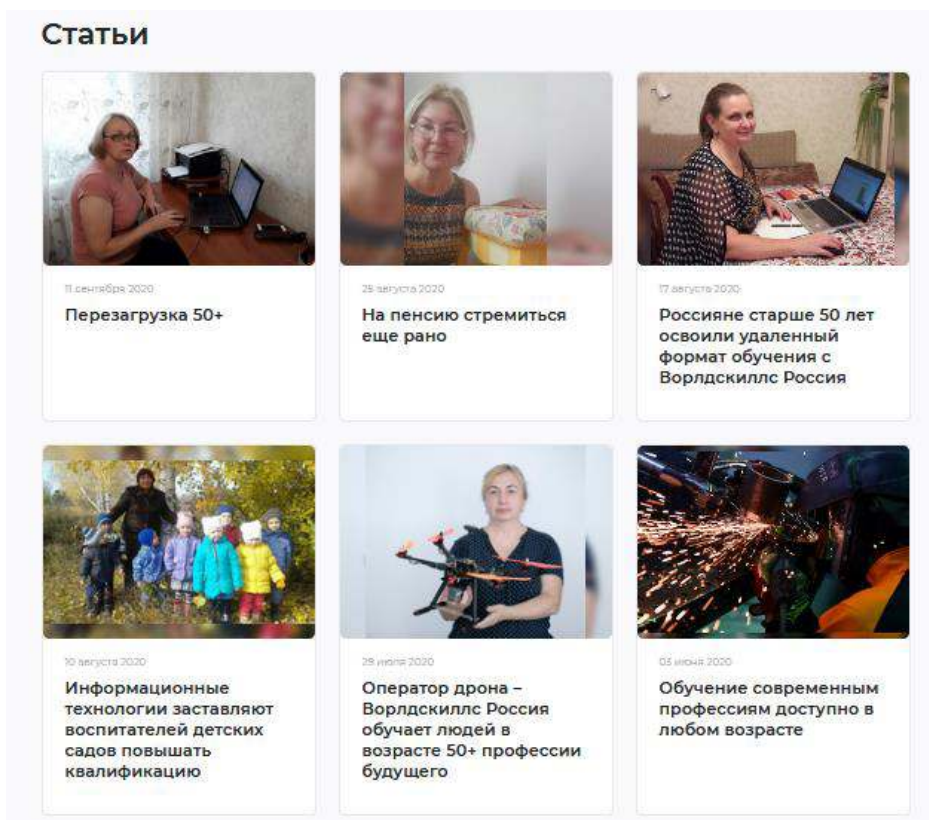 Статьи
11 сентября 2020
Перезагрузка 50+
25 августа 2020
На пенсию стремиться
еще рано
17 августа 2020
Россияне старше 50 лет
освоили удаленный
формат обучения с
Ворлдскиллс Россия
10 августа 2020
Информационные
технологии заставляют
воспитателей детских
садов повышать
квалификацию
29 июля 2020
Оператор дрона –
Ворлдскиллс Россия
обучает людей в
возрасте 50+ профессии
будущего
03 июня 2020
Обучение современным
профессиям доступно в
любом возрасте